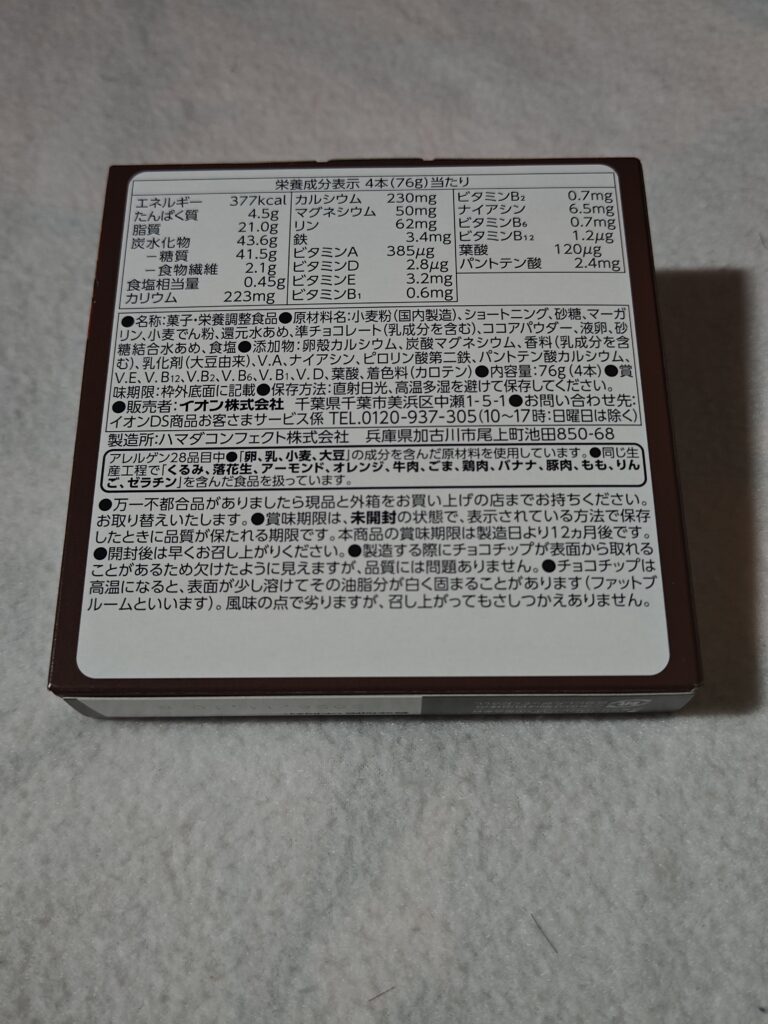 栄養成分表示 4本(76g)当たり
エネルギー 377kcal
たんぱく質 4.5g
脂質 21.0g
炭水化物 43.6g
－糖質 41.5g
－食物繊維 2.1g
食塩相当量 0.45g
カリウム 223mg
カルシウム 230mg
マグネシウム 50mg
リン 62mg
鉄 3.4mg
ビタミンA 385μg
ビタミンD 2.8μg
ビタミンE 3.2mg
ビタミンB₁ 0.6mg
ビタミンB₂ 0.7mg
ナイアシン 6.5mg
ビタミンB₆ 0.7mg
ビタミンB₁₂ 1.2μg
葉酸 120μg
パントテン酸 2.4mg
●名称:菓子・栄養調整食品●原材料名:小麦粉(国内製造)、ショートニング、砂糖、マーガ
リン、小麦でん粉、還元水あめ、準チョコレート(乳成分を含む)、ココアパウダー、液卵、砂
糖結合水あめ、食塩●添加物:卵殻カルシウム、炭酸マグネシウム、香料(乳成分を含
む)、乳化剤(大豆由来)、V.A、ナイアシン、ピロリン酸第二鉄、パントテン酸カルシウム、
V.E、V.B₁₂、V.B₂、V.B₆、V.B₁、V.D、葉酸、着色料(カロテン)●内容量:76g(4本)●賞
味期限:枠外底面に記載●保存方法:直射日光、高温多湿を避けて保存してください。
●販売者:イオン株式会社 千葉県千葉市美浜区中瀬1-5-1●お問い合わせ先:
イオンDS商品お客さまサービス係 TEL.0120-937-305(10～17時:日曜日は除く)
製造所:ハマダコンフェクト株式会社 兵庫県加古川市尾上町池田850-68
アレルゲン28品目中●「卵、乳、小麦、大豆」の成分を含んだ原材料を使用しています。●同じ生
産工程で「くるみ、落花生、アーモンド、オレンジ、牛肉、ごま、鶏肉、バナナ、豚肉、もも、りん
ご、ゼラチン」を含んだ食品を扱っています。
●万一不都合品がありましたら現品と外箱をお買い上げの店までお持ちください。
お取り替えいたします。●賞味期限は、未開封の状態で、表示されている方法で保存
したときに品質が保たれる期限です。本商品の賞味期限は製造日より12ヵ月後です。
●開封後は早くお召し上がりください。●製造する際にチョコチップが表面から取れる
ことがあるため欠けたように見えますが、品質には問題ありません。●チョコチップは
高温になると、表面が少し溶けてその油脂分が白く固まることがあります(ファットブ
ルームといいます)。風味の点で劣りますが、召し上がってもさしつかえありません。